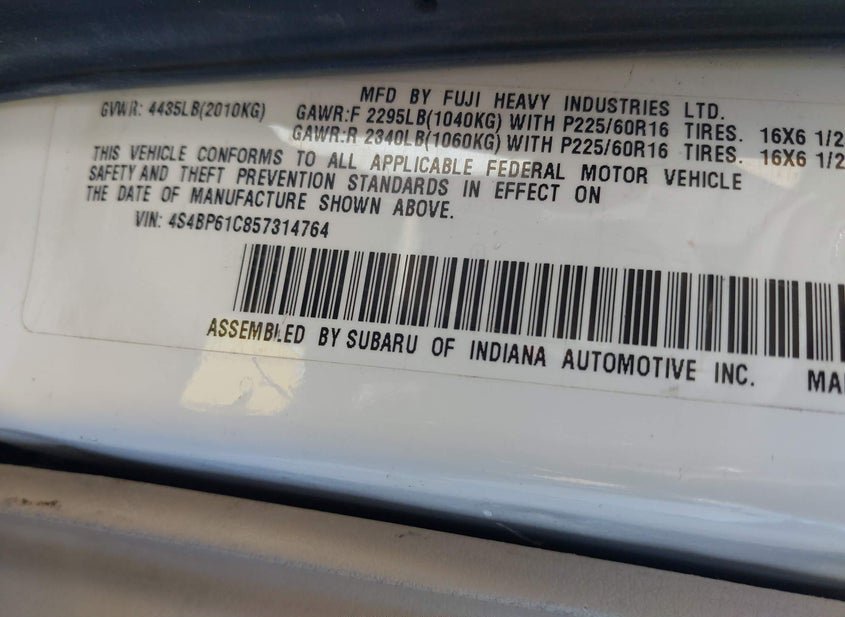 MFD BY FUJI HEAVY INDUSTRIES LTD.
GVWR: 4435LB(2010KG) GAWR:F 2295LB(1040KG) WITH P225/60R16 TIRES. 16X6 1/2
GAWR:R 2340LB(1060KG) WITH P225/60R16 TIRES. 16X6 1/2
THIS VEHICLE CONFORMS TO ALL APPLICABLE FEDERAL MOTOR VEHICLE
SAFETY AND THEFT PREVENTION STANDARDS IN EFFECT ON
THE DATE OF MANUFACTURE SHOWN ABOVE.
VIN: 4S4BP61C857314764
ASSEMBLED BY SUBARU OF INDIANA AUTOMOTIVE INC. MA